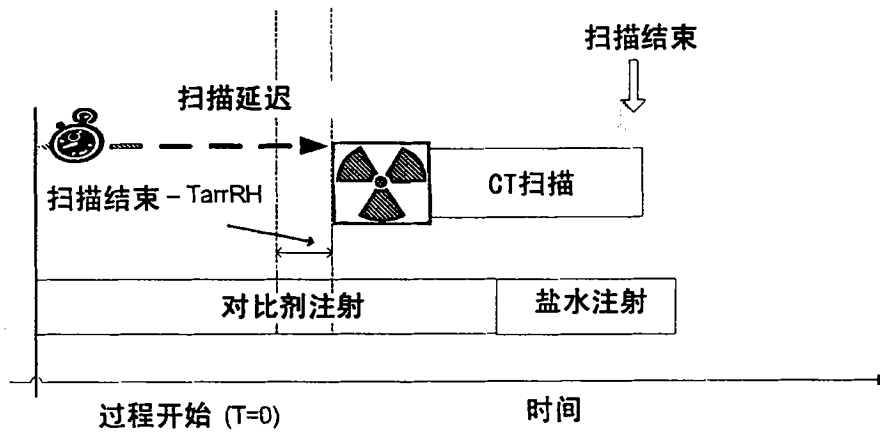 扫描结束
扫描延迟
CT扫描
扫描结束 – TarrRH
对比剂注射
盐水注射
过程开始 (T=0)
时间